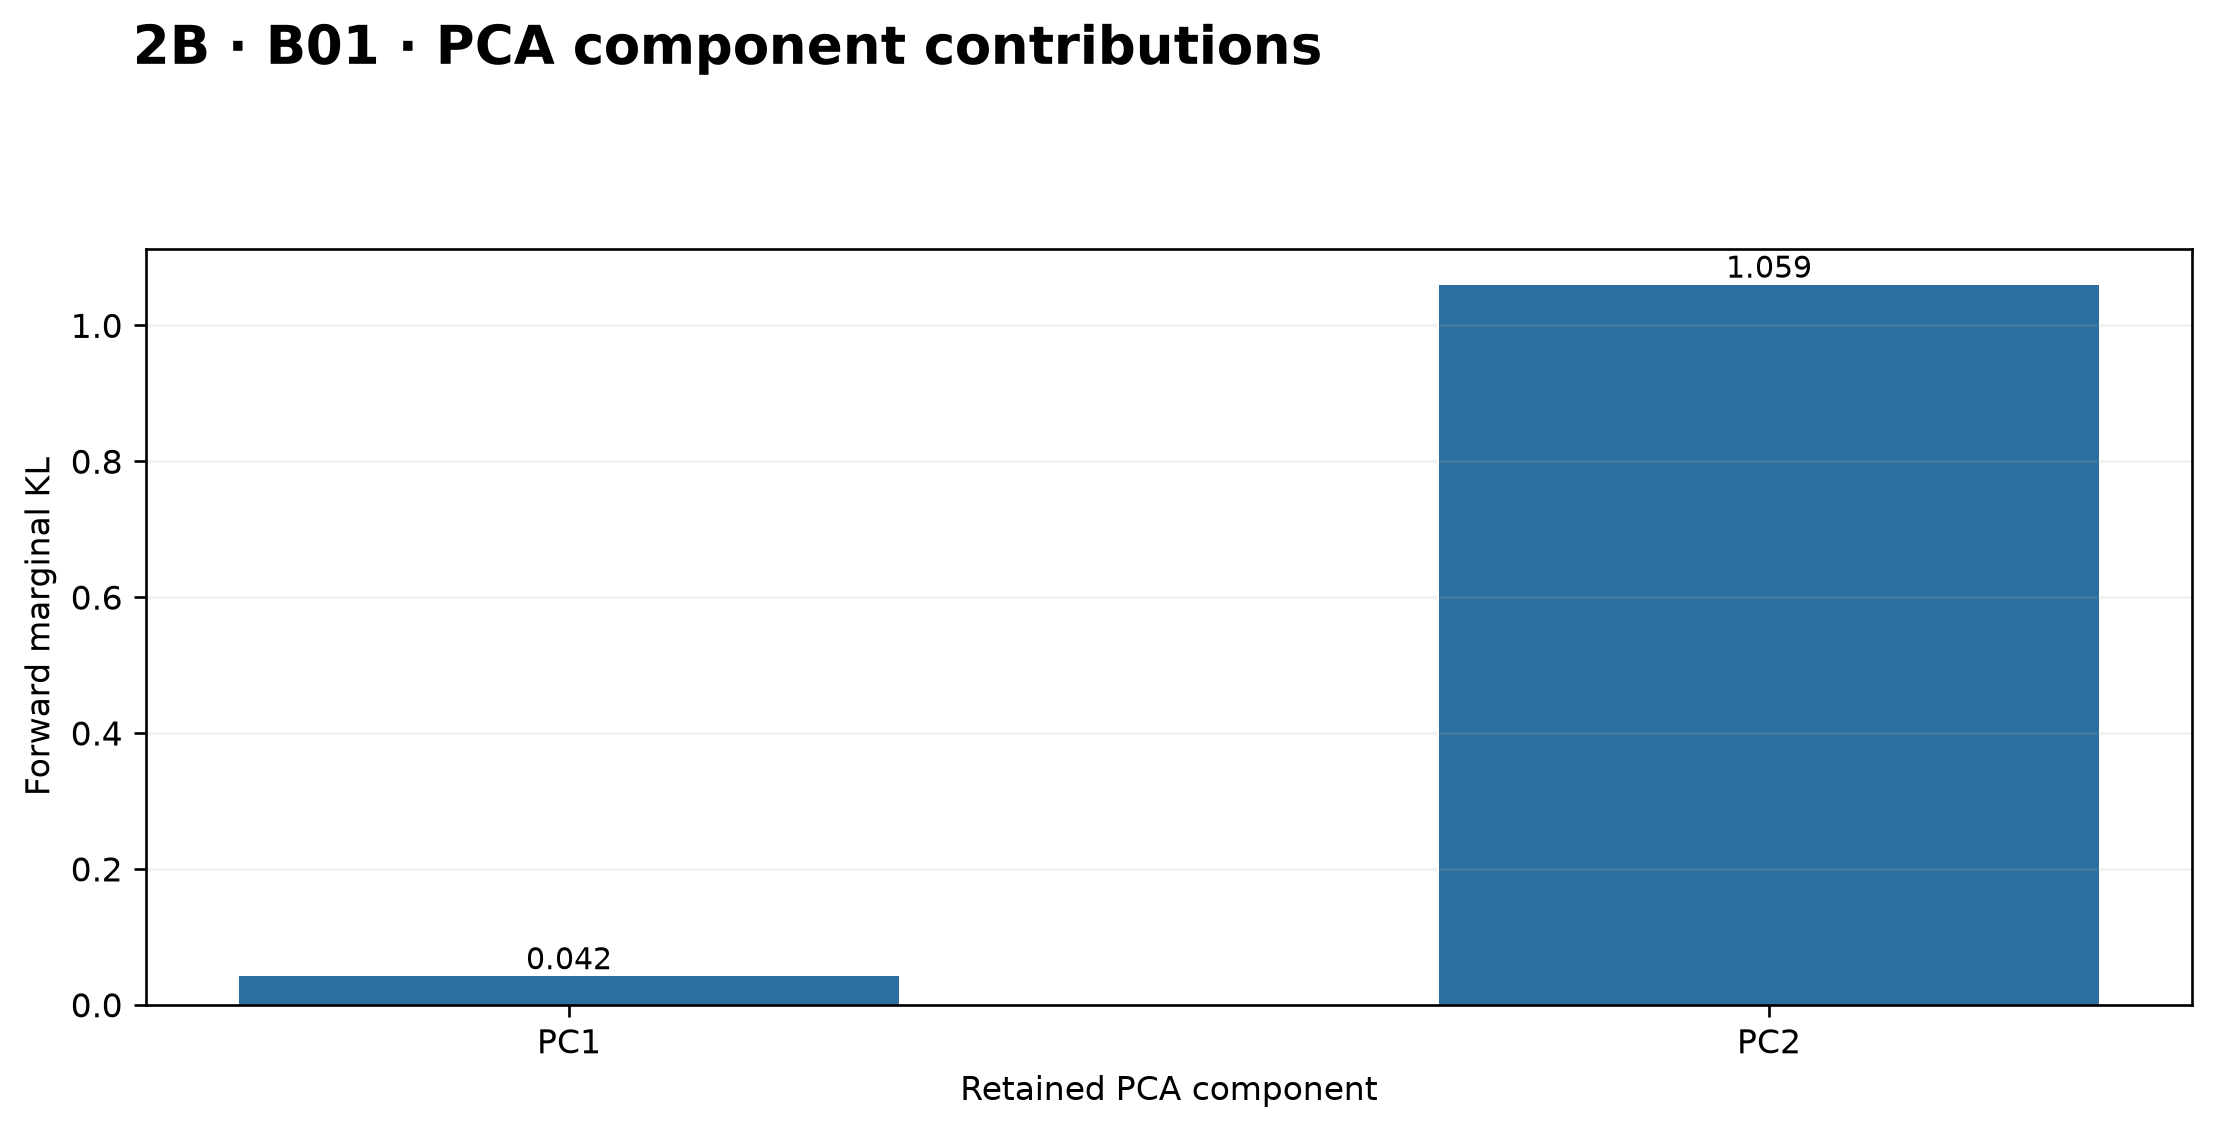 2B · B01 · PCA component contributions
Forward marginal KL
1.0
0.8
0.6
0.4
0.2
0.0
0.042
1.059
PC1
PC2
Retained PCA component